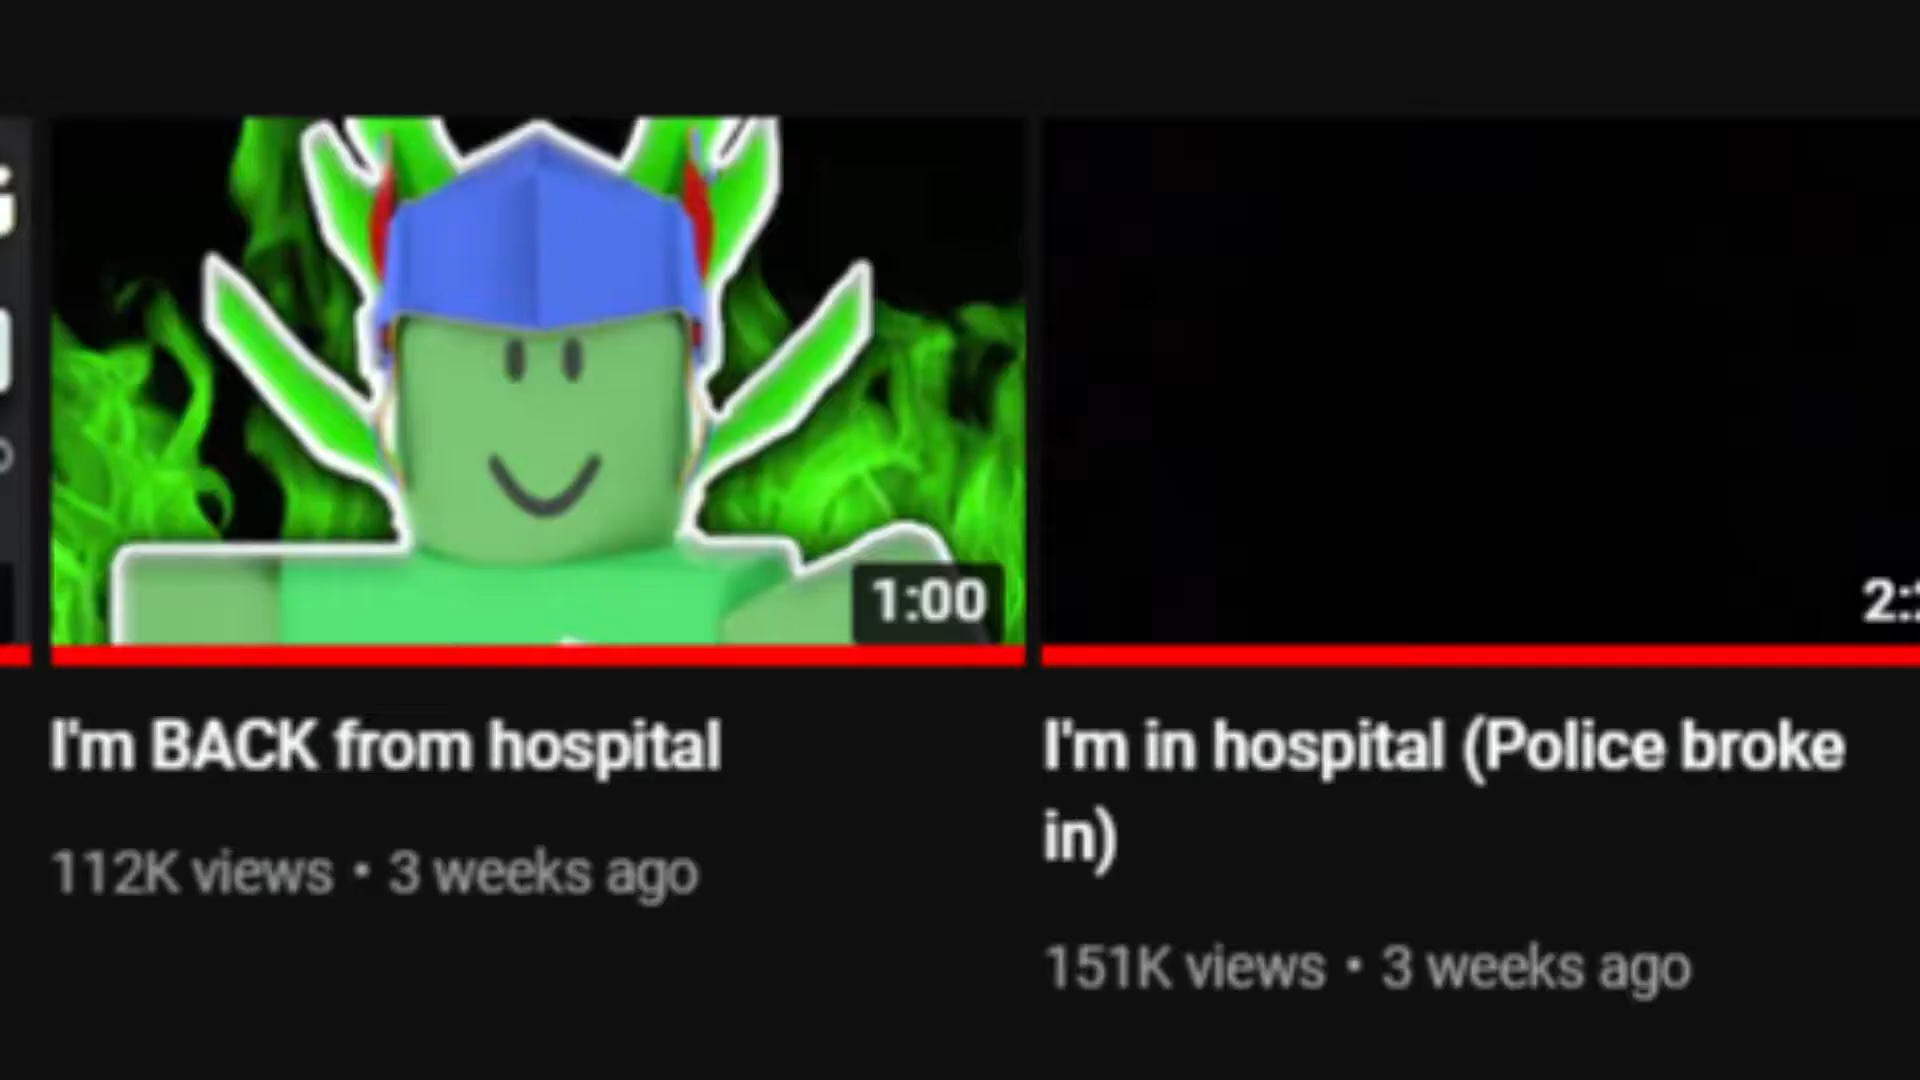 1:00
I'm BACK from hospital
112K views • 3 weeks ago
I'm in hospital (Police broke
in)
151K views • 3 weeks ago